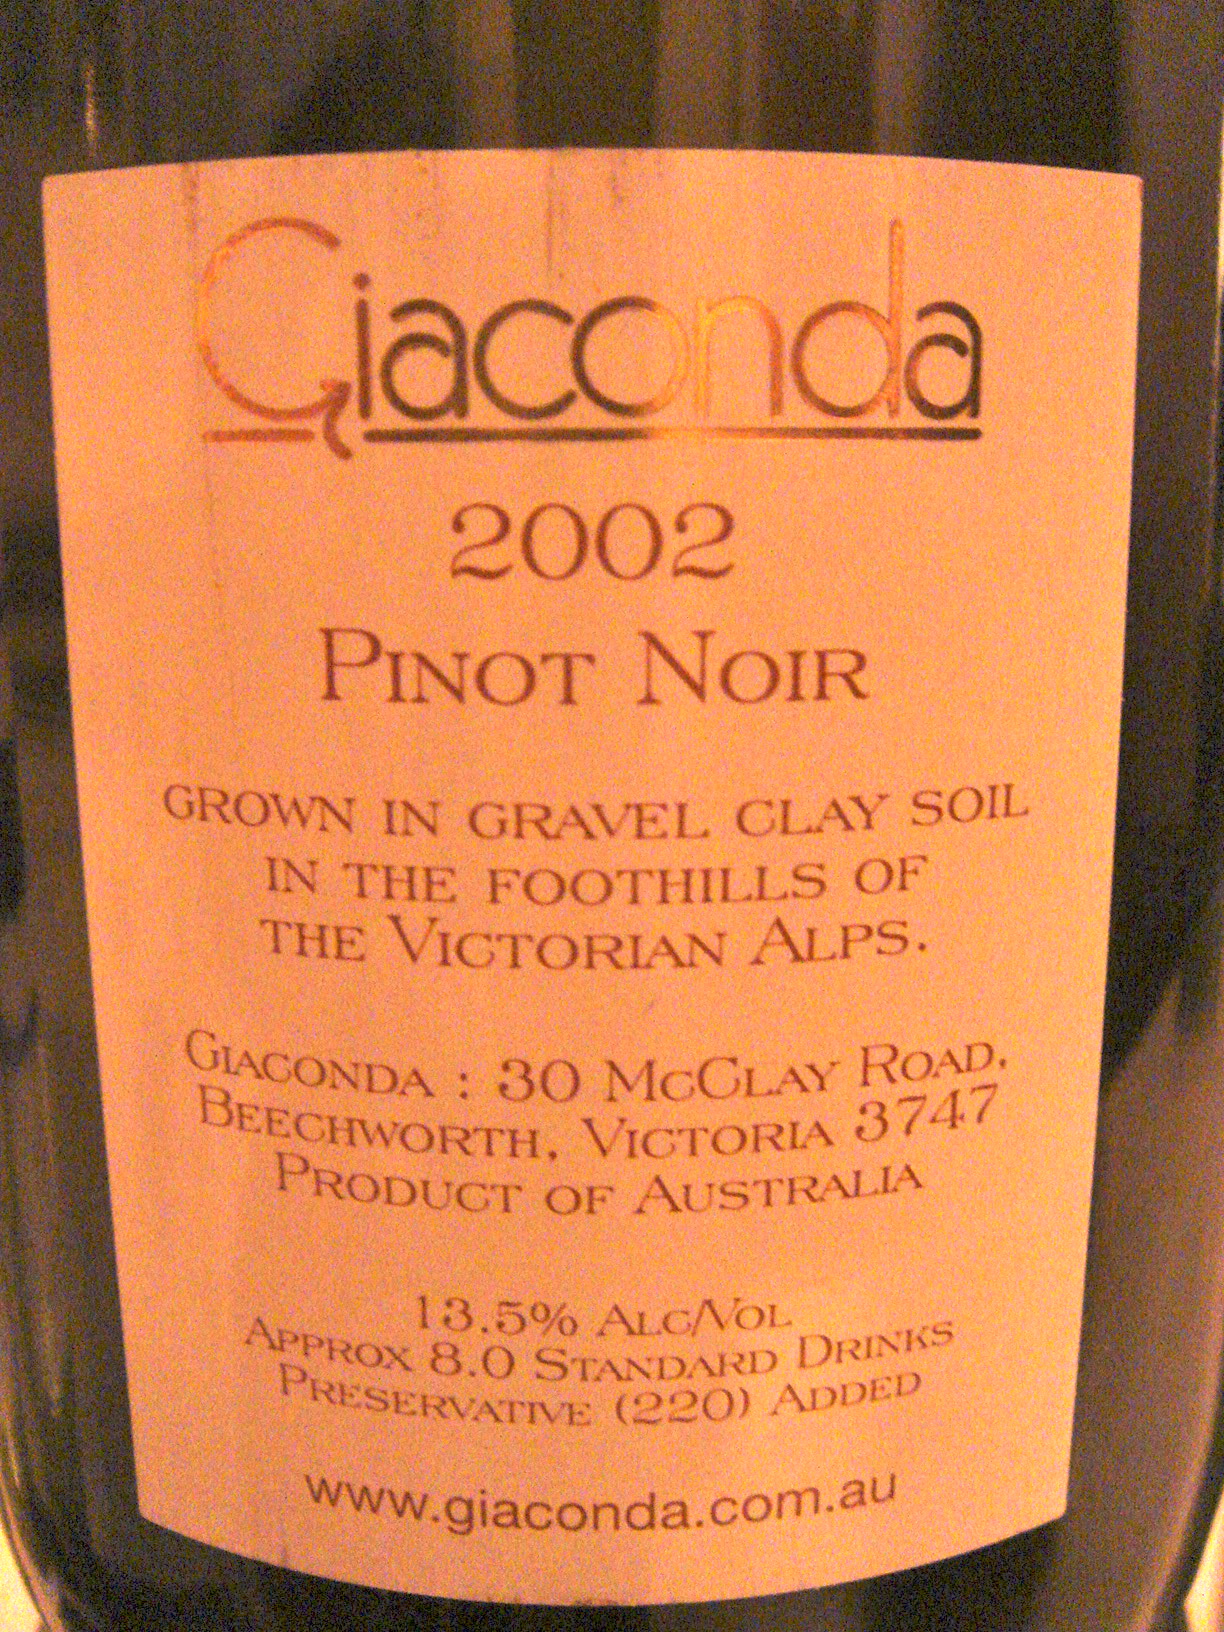 Giaconda
2002
PINOT NOIR
GROWN IN GRAVEL CLAY SOIL
IN THE FOOTHILLS OF
THE VICTORIAN ALPS.
GIACONDA : 30 MCCLAY ROAD,
BEECHWORTH, VICTORIA 3747
PRODUCT OF AUSTRALIA
13.5% ALC/VOL
APPROX 8.0 STANDARD DRINKS
PRESERVATIVE (220) ADDED
www.giaconda.com.au